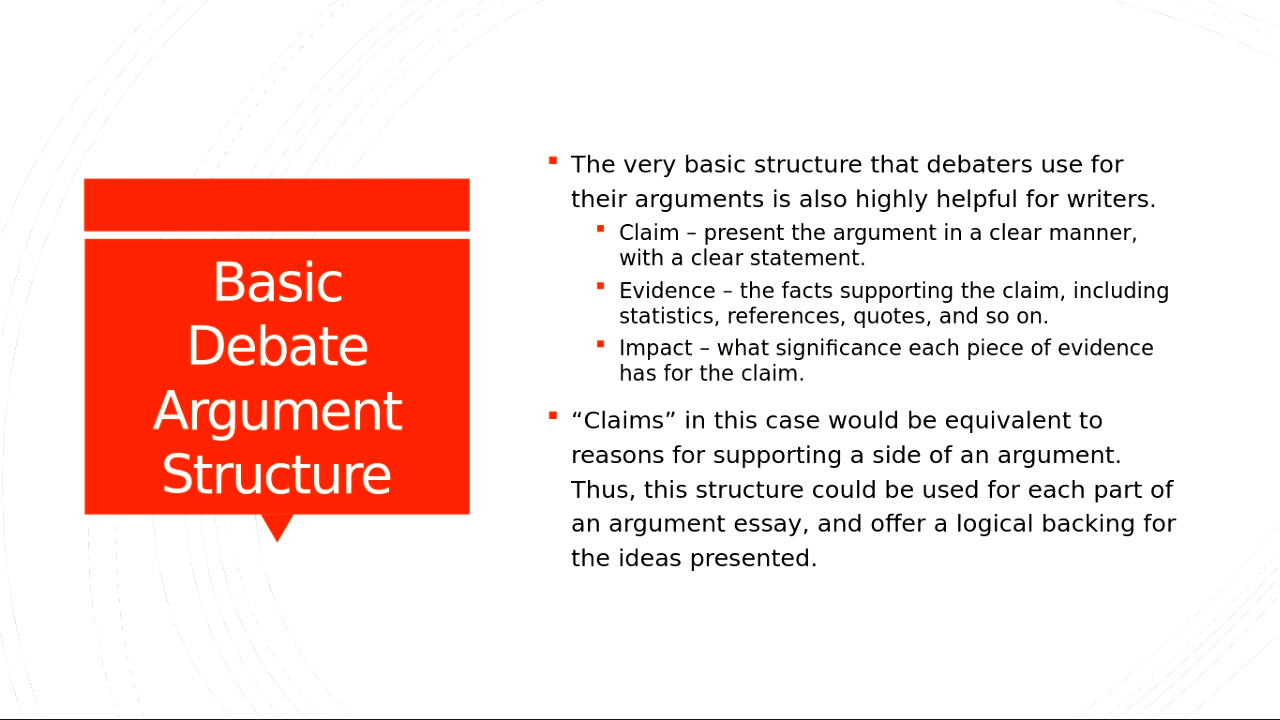 Basic
Debate
Argument
Structure
The very basic structure that debaters use for
their arguments is also highly helpful for writers.
Claim – present the argument in a clear manner,
with a clear statement.
Evidence – the facts supporting the claim, including
statistics, references, quotes, and so on.
Impact – what significance each piece of evidence
has for the claim.
“Claims” in this case would be equivalent to
reasons for supporting a side of an argument.
Thus, this structure could be used for each part of
an argument essay, and offer a logical backing for
the ideas presented.